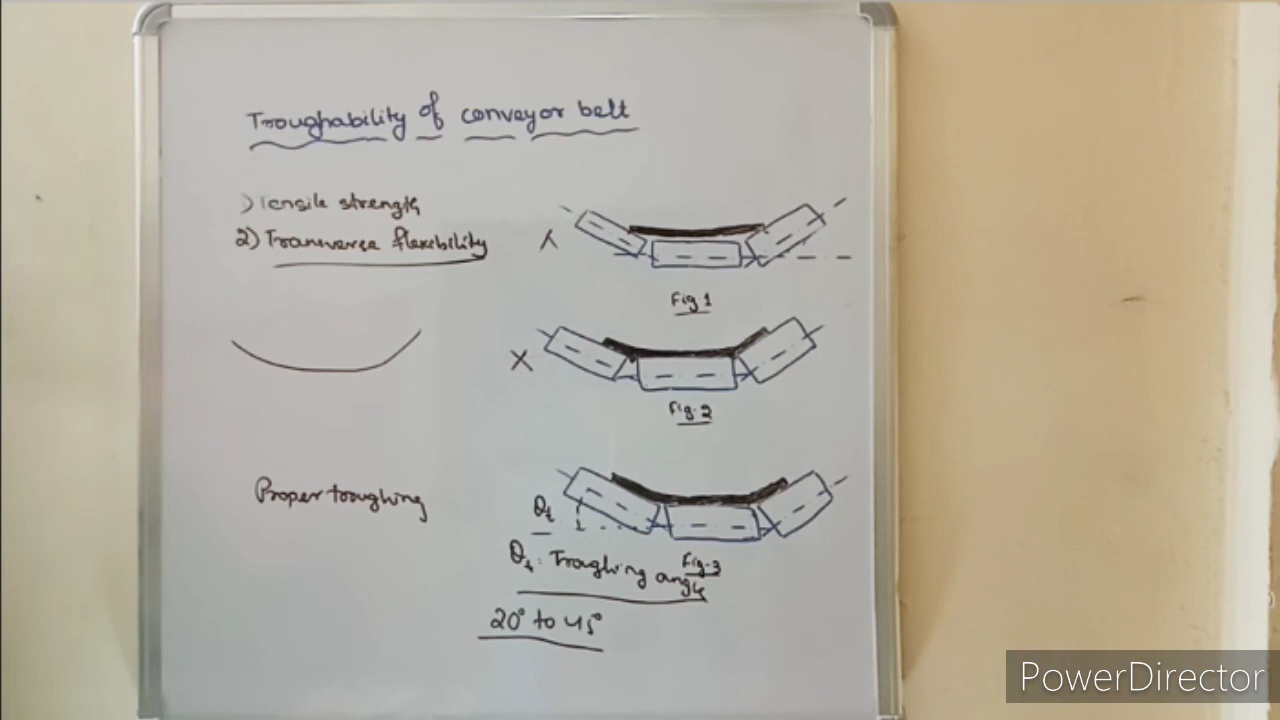 Troughability of conveyor belt
1) Tensile strength
2) Transverse flexibility
X
Fig 1
X
Fig.2
Proper troughing
θt
Fig.3
θt: Troughing angle
20° to 45°
PowerDirector